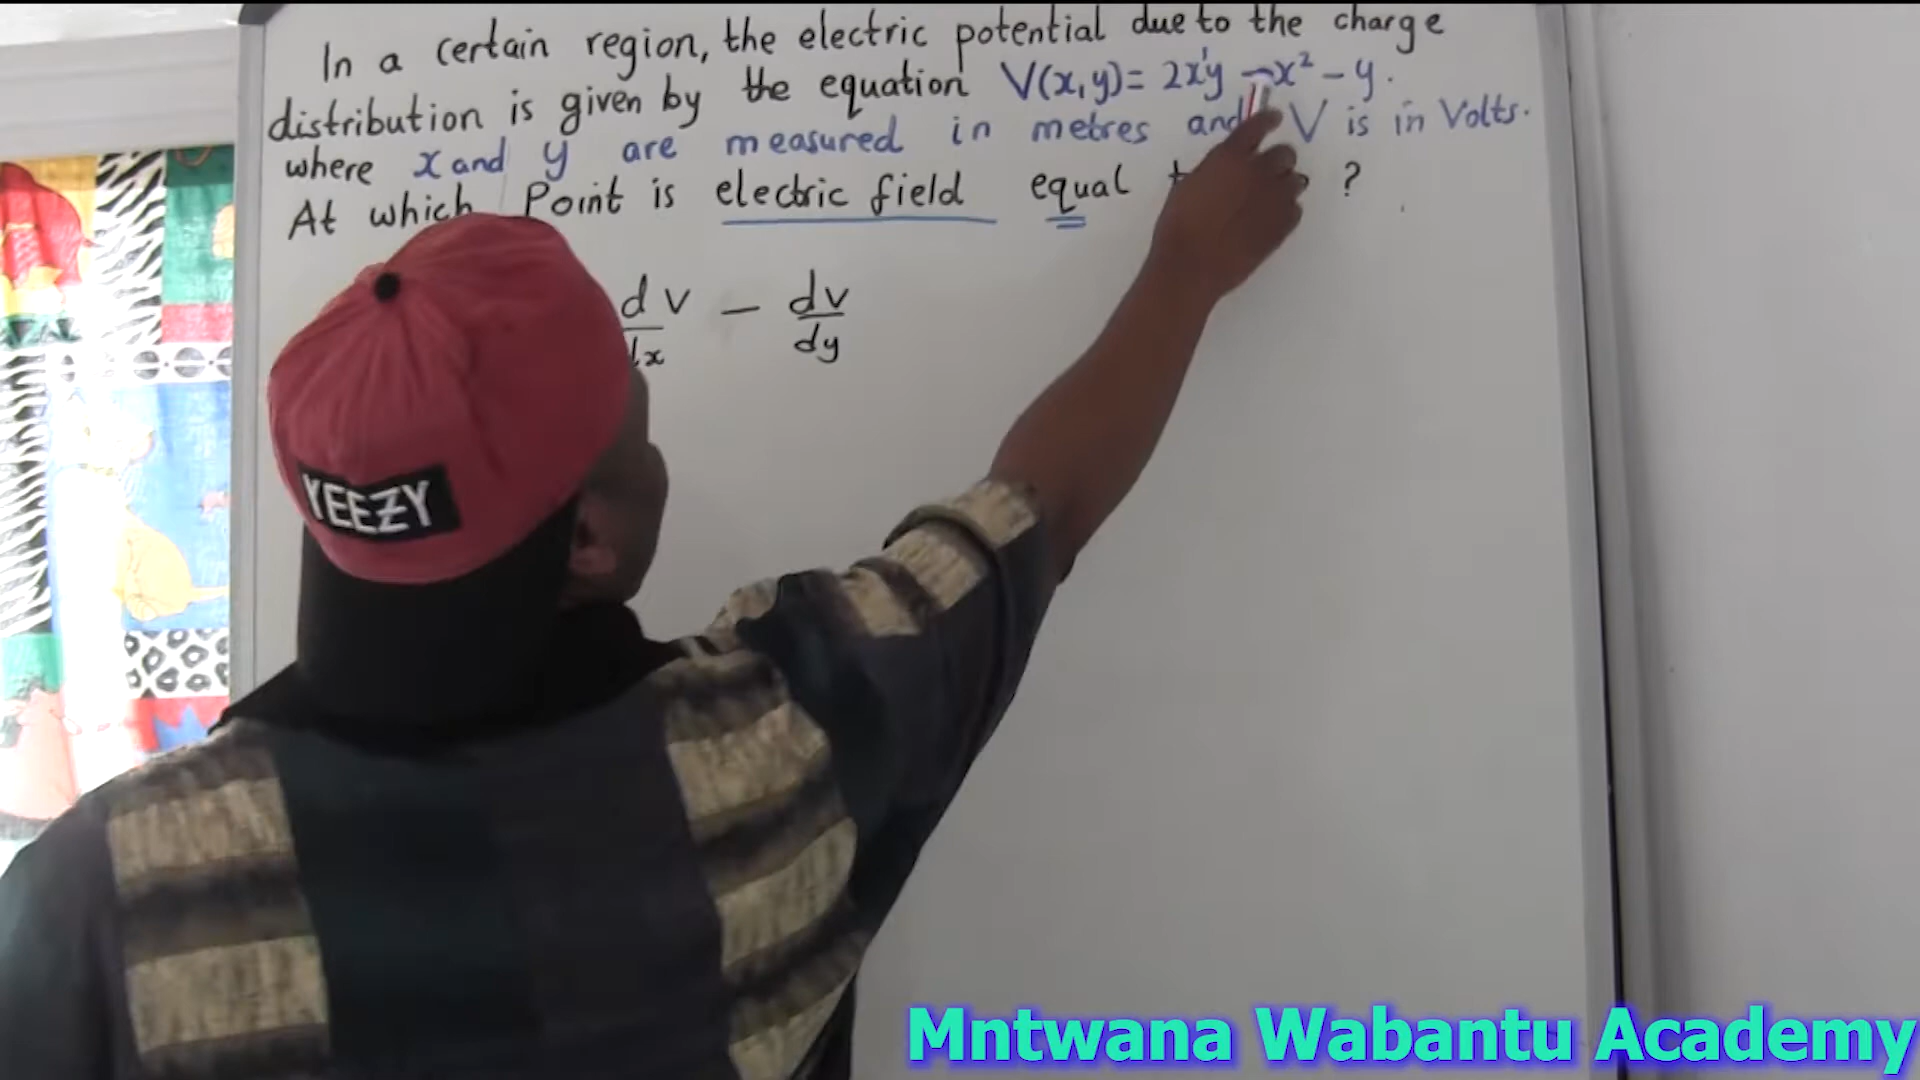 In a certain region, the electric potential due to the charge
distribution is given by the equation V(x,y)= 2x¹y - x² - y.
where x and y are measured in metres and V is in Volts.
At which Point is electric field equal ?
dV - dv
dx dy
YEEZY
Mntwana Wabantu Academy